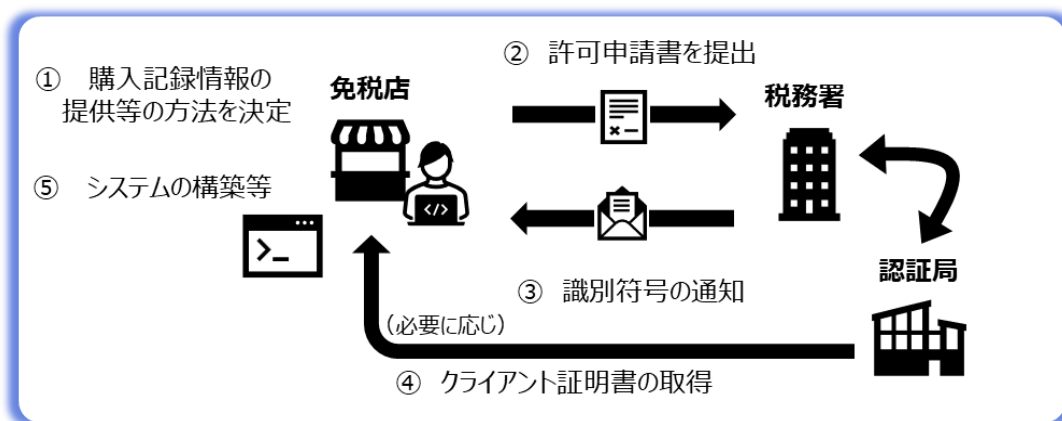 ① 購入記録情報の
提供等の方法を決定
免税店
② 許可申請書を提出
税務署
⑤ システムの構築等
</>
>_
③ 識別符号の通知
認証局
（必要に応じ）
④ クライアント証明書の取得